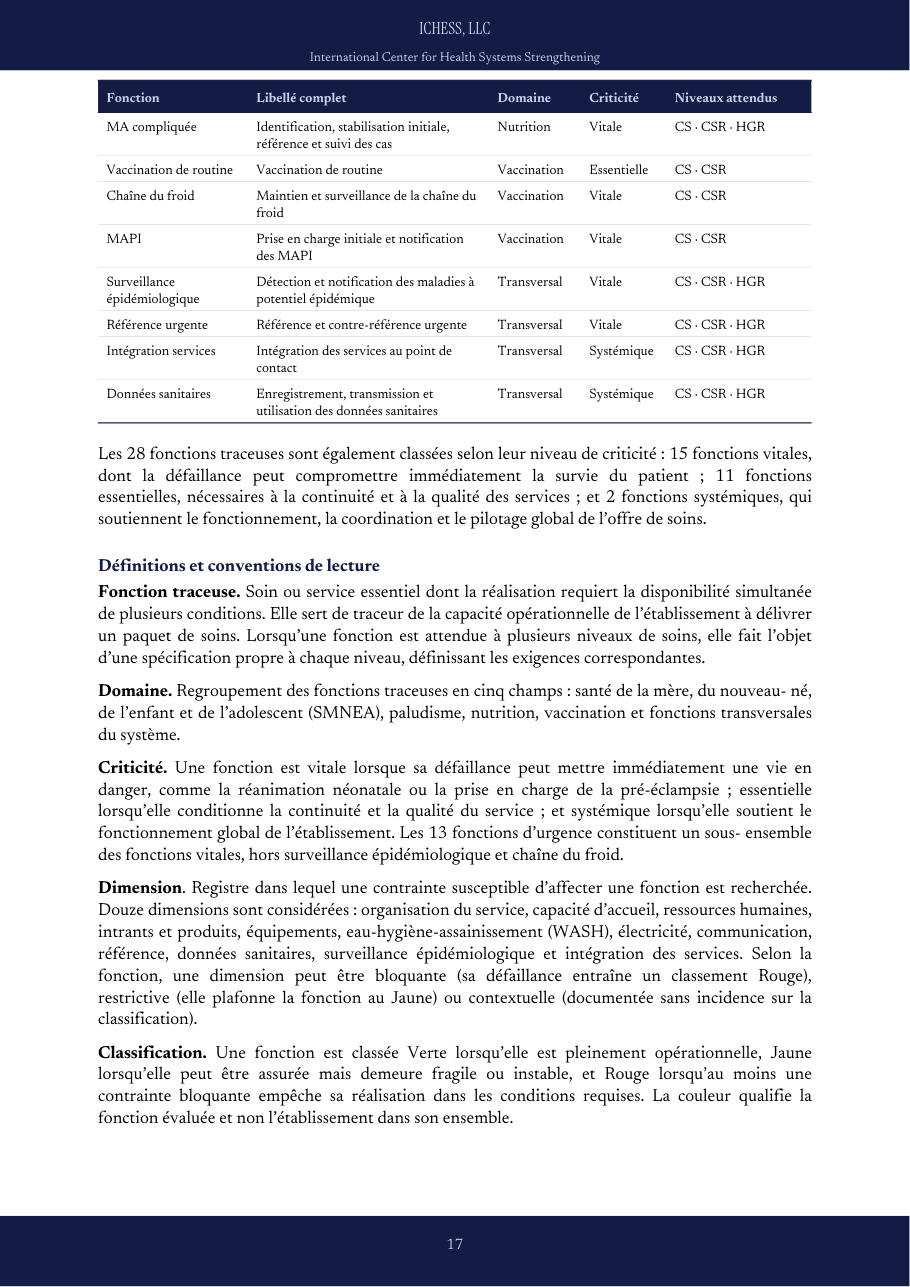 ICHESS, LLC
International Center for Health Systems Strengthening
Fonction Libellé complet Domaine Criticité Niveaux attendus
MA compliquée Identification, stabilisation initiale, Nutrition Vitale CS · CSR · HGR
référence et suivi des cas
Vaccination de routine Vaccination de routine Vaccination Essentielle CS · CSR
Chaîne du froid Maintien et surveillance de la chaîne du Vaccination Vitale CS · CSR
froid
MAPI Prise en charge initiale et notification Vaccination Vitale CS · CSR
des MAPI
Surveillance Détection et notification des maladies à Transversal Vitale CS · CSR · HGR
épidémiologique potentiel épidémique
Référence urgente Référence et contre-référence urgente Transversal Vitale CS · CSR · HGR
Intégration services Intégration des services au point de Transversal Systémique CS · CSR · HGR
contact
Données sanitaires Enregistrement, transmission et Transversal Systémique CS · CSR · HGR
utilisation des données sanitaires
Les 28 fonctions traceuses sont également classées selon leur niveau de criticité : 15 fonctions vitales,
dont la défaillance peut compromettre immédiatement la survie du patient ; 11 fonctions
essentielles, nécessaires à la continuité et à la qualité des services ; et 2 fonctions systémiques, qui
soutiennent le fonctionnement, la coordination et le pilotage global de l’offre de soins.
Définitions et conventions de lecture
Fonction traceuse. Soin ou service essentiel dont la réalisation requiert la disponibilité simultanée
de plusieurs conditions. Elle sert de traceur de la capacité opérationnelle de l’établissement à délivrer
un paquet de soins. Lorsqu’une fonction est attendue à plusieurs niveaux de soins, elle fait l’objet
d’une spécification propre à chaque niveau, définissant les exigences correspondantes.
Domaine. Regroupement des fonctions traceuses en cinq champs : santé de la mère, du nouveau- né,
de l’enfant et de l’adolescent (SMNEA), paludisme, nutrition, vaccination et fonctions transversales
du système.
Criticité. Une fonction est vitale lorsque sa défaillance peut mettre immédiatement une vie en
danger, comme la réanimation néonatale ou la prise en charge de la pré-éclampsie ; essentielle
lorsqu’elle conditionne la continuité et la qualité du service ; et systémique lorsqu’elle soutient le
fonctionnement global de l’établissement. Les 13 fonctions d’urgence constituent un sous- ensemble
des fonctions vitales, hors surveillance épidémiologique et chaîne du froid.
Dimension. Registre dans lequel une contrainte susceptible d’affecter une fonction est recherchée.
Douze dimensions sont considérées : organisation du service, capacité d’accueil, ressources humaines,
intrants et produits, équipements, eau-hygiène-assainissement (WASH), électricité, communication,
référence, données sanitaires, surveillance épidémiologique et intégration des services. Selon la
fonction, une dimension peut être bloquante (sa défaillance entraîne un classement Rouge),
restrictive (elle plafonne la fonction au Jaune) ou contextuelle (documentée sans incidence sur la
classification).
Classification. Une fonction est classée Verte lorsqu’elle est pleinement opérationnelle, Jaune
lorsqu’elle peut être assurée mais demeure fragile ou instable, et Rouge lorsqu’au moins une
contrainte bloquante empêche sa réalisation dans les conditions requises. La couleur qualifie la
fonction évaluée et non l’établissement dans son ensemble.
17